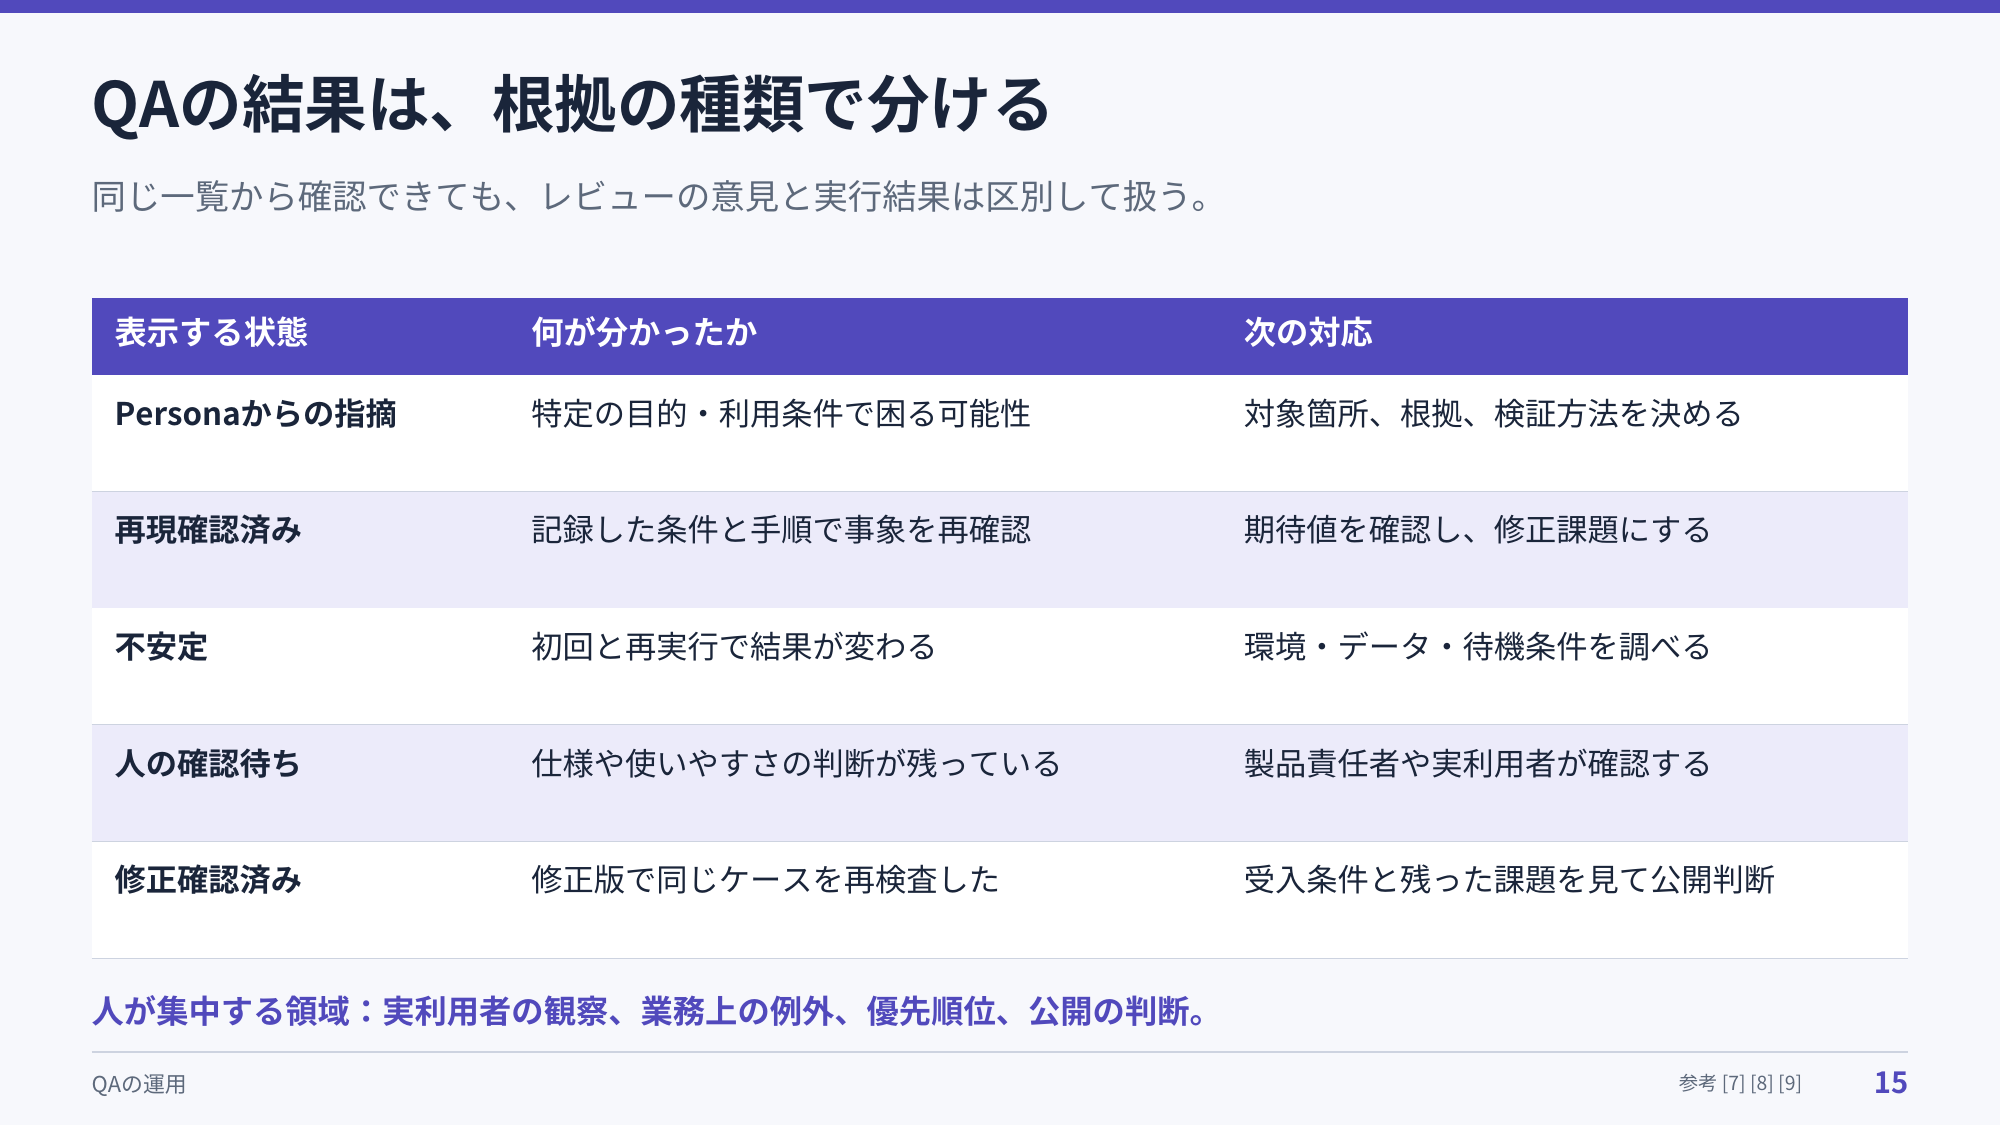 QAの結果は、根拠の種類で分ける
同じ一覧から確認できても、レビューの意見と実行結果は区別して扱う。
表示する状態 何が分かったか 次の対応
Personaからの指摘 特定の目的・利用条件で困る可能性 対象箇所、根拠、検証方法を決める
再現確認済み 記録した条件と手順で事象を再確認 期待値を確認し、修正課題にする
不安定 初回と再実行で結果が変わる 環境・データ・待機条件を調べる
人の確認待ち 仕様や使いやすさの判断が残っている 製品責任者や実利用者が確認する
修正確認済み 修正版で同じケースを再検査した 受入条件と残った課題を見て公開判断
人が集中する領域：実利用者の観察、業務上の例外、優先順位、公開の判断。
QAの運用 参考 [7] [8] [9] 15